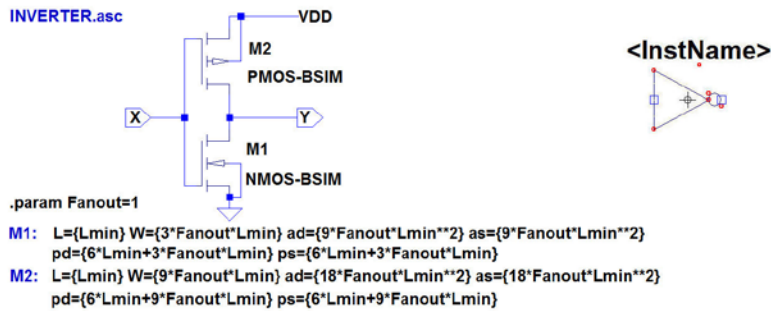 INVERTER.asc
VDD
M2
<InstName>
PMOS-BSIM
X
Y
M1
NMOS-BSIM
.param Fanout=1
M1: L={Lmin} W={3*Fanout*Lmin} ad={9*Fanout*Lmin**2} as={9*Fanout*Lmin**2}
pd={6*Lmin+3*Fanout*Lmin} ps={6*Lmin+3*Fanout*Lmin}
M2: L={Lmin} W={9*Fanout*Lmin} ad={18*Fanout*Lmin**2} as={18*Fanout*Lmin**2}
pd={6*Lmin+9*Fanout*Lmin} ps={6*Lmin+9*Fanout*Lmin}